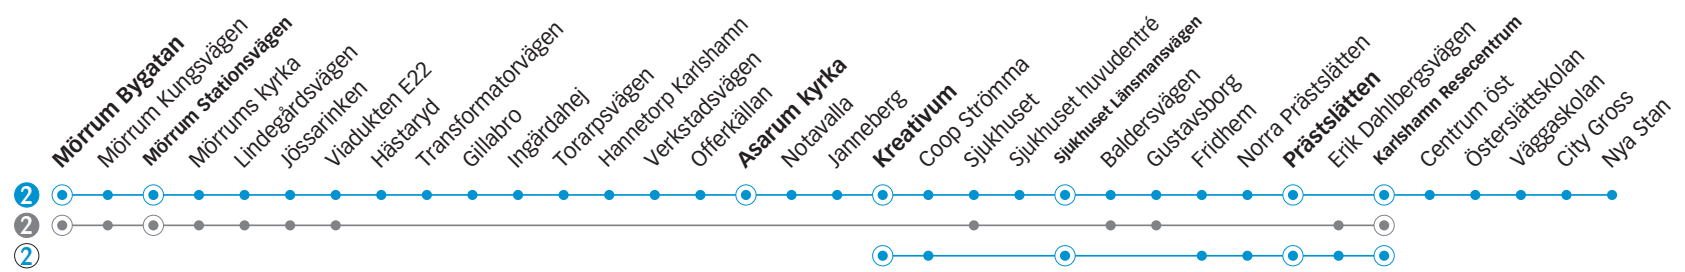 Mörrum Bygatan
Mörrum Kungsvägen
Mörrum Stationsvägen
Mörrums Kyrka
Lindegårdsvägen
Jössarinken
Viadukten E22
Hästaryd
Transformatorvägen
Gillabro
Ingärdahej
Torarpsvägen
Hannetorp Karlshamn
Verkstadsvägen
Offerkällan
Asarum Kyrka
Notavalla
Janneberg
Kreativum
Coop Strömma
Sjukhuset
Sjukhuset huvudentré
Sjukhuset Länsmansvägen
Baldersvägen
Gustavsborg
Fridhem
Norra Prästslätten
Prästslätten
Erik Dahlbergsvägen
Karlshamn Resecentrum
Centrum öst
Österslättskolan
Väggaskolan
City Gross
Nya Stan
2
2
2